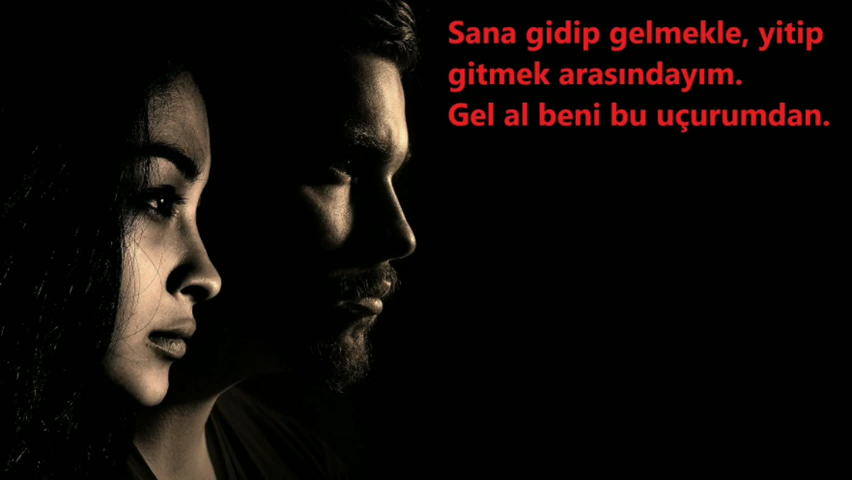 Sana gidip gelmekle, yitip
gitmek arasındayım.
Gel al beni bu uçurumdan.